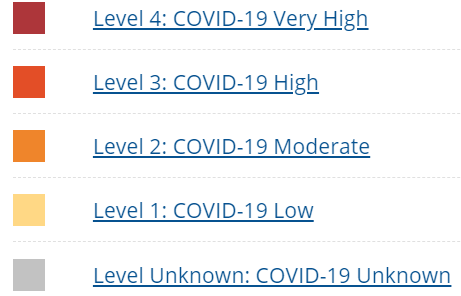 Level 4: COVID-19 Very High
Level 3: COVID-19 High
Level 2: COVID-19 Moderate
Level 1: COVID-19 Low
Level Unknown: COVID-19 Unknown